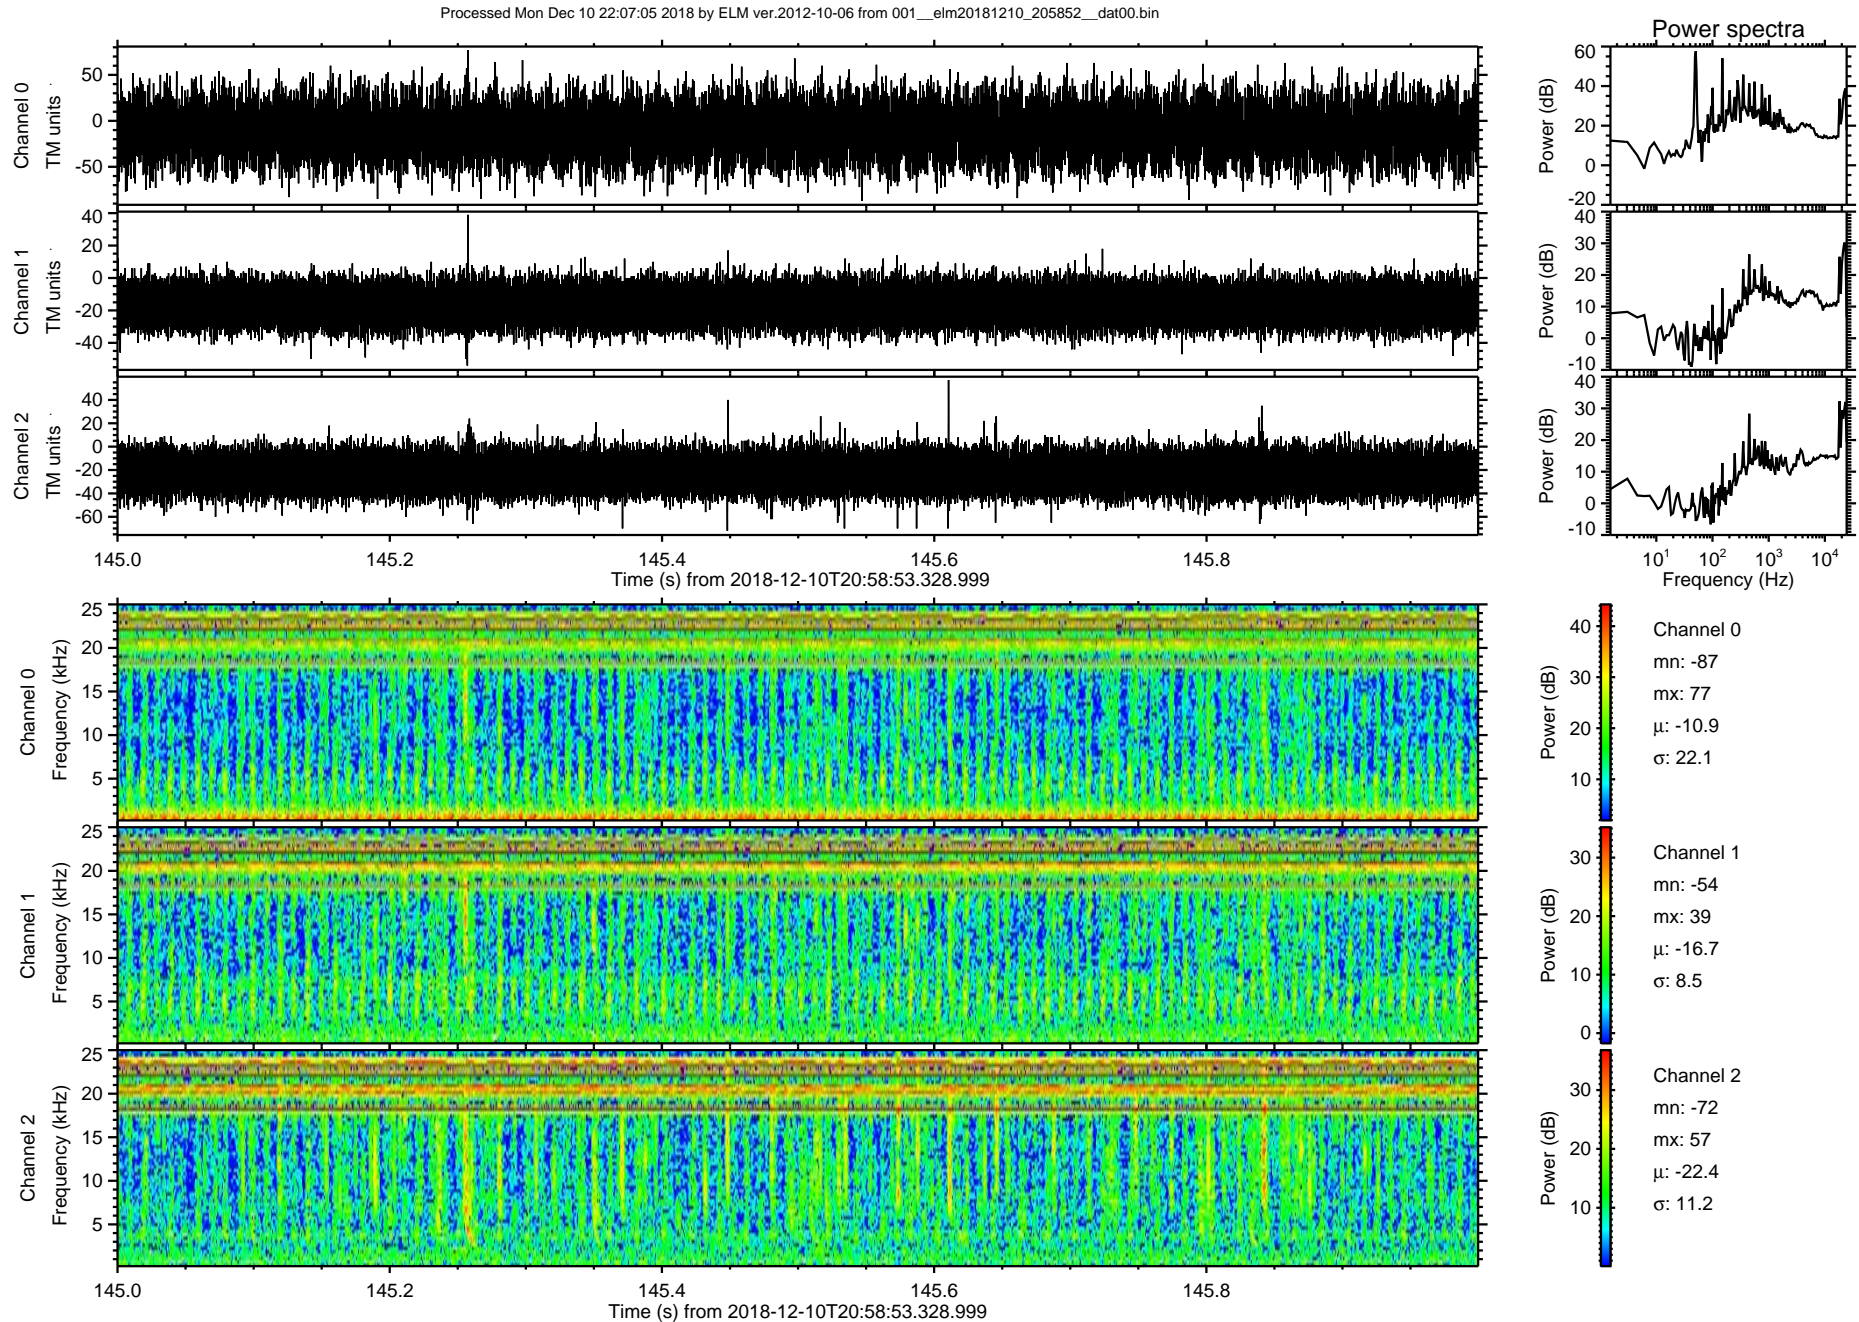 Processed Mon Dec 10 22:07:05 2018 by ELM ver.2012-10-06 from 001__elm20181210_205852__dat00.bin
Power spectra
Channel 0
TM units
50
0
-50
Power (dB)
60
40
20
0
-20
Channel 1
TM units
40
20
0
-20
-40
Power (dB)
40
30
20
10
0
-10
Channel 2
TM units
40
20
0
-20
-40
-60
Power (dB)
40
30
20
10
0
-10
145.0 145.2 145.4 145.6 145.8
Time (s) from 2018-12-10T20:58:53.328.999
10^1 10^2 10^3 10^4
Frequency (Hz)
Channel 0
Frequency (kHz)
25
20
15
10
5
Power (dB)
40
30
20
10
Channel 0
mn: -87
mx: 77
μ: -10.9
σ: 22.1
Channel 1
Frequency (kHz)
25
20
15
10
5
Power (dB)
30
20
10
0
Channel 1
mn: -54
mx: 39
μ: -16.7
σ: 8.5
Channel 2
Frequency (kHz)
25
20
15
10
5
Power (dB)
30
20
10
Channel 2
mn: -72
mx: 57
μ: -22.4
σ: 11.2
145.0 145.2 145.4 145.6 145.8
Time (s) from 2018-12-10T20:58:53.328.999